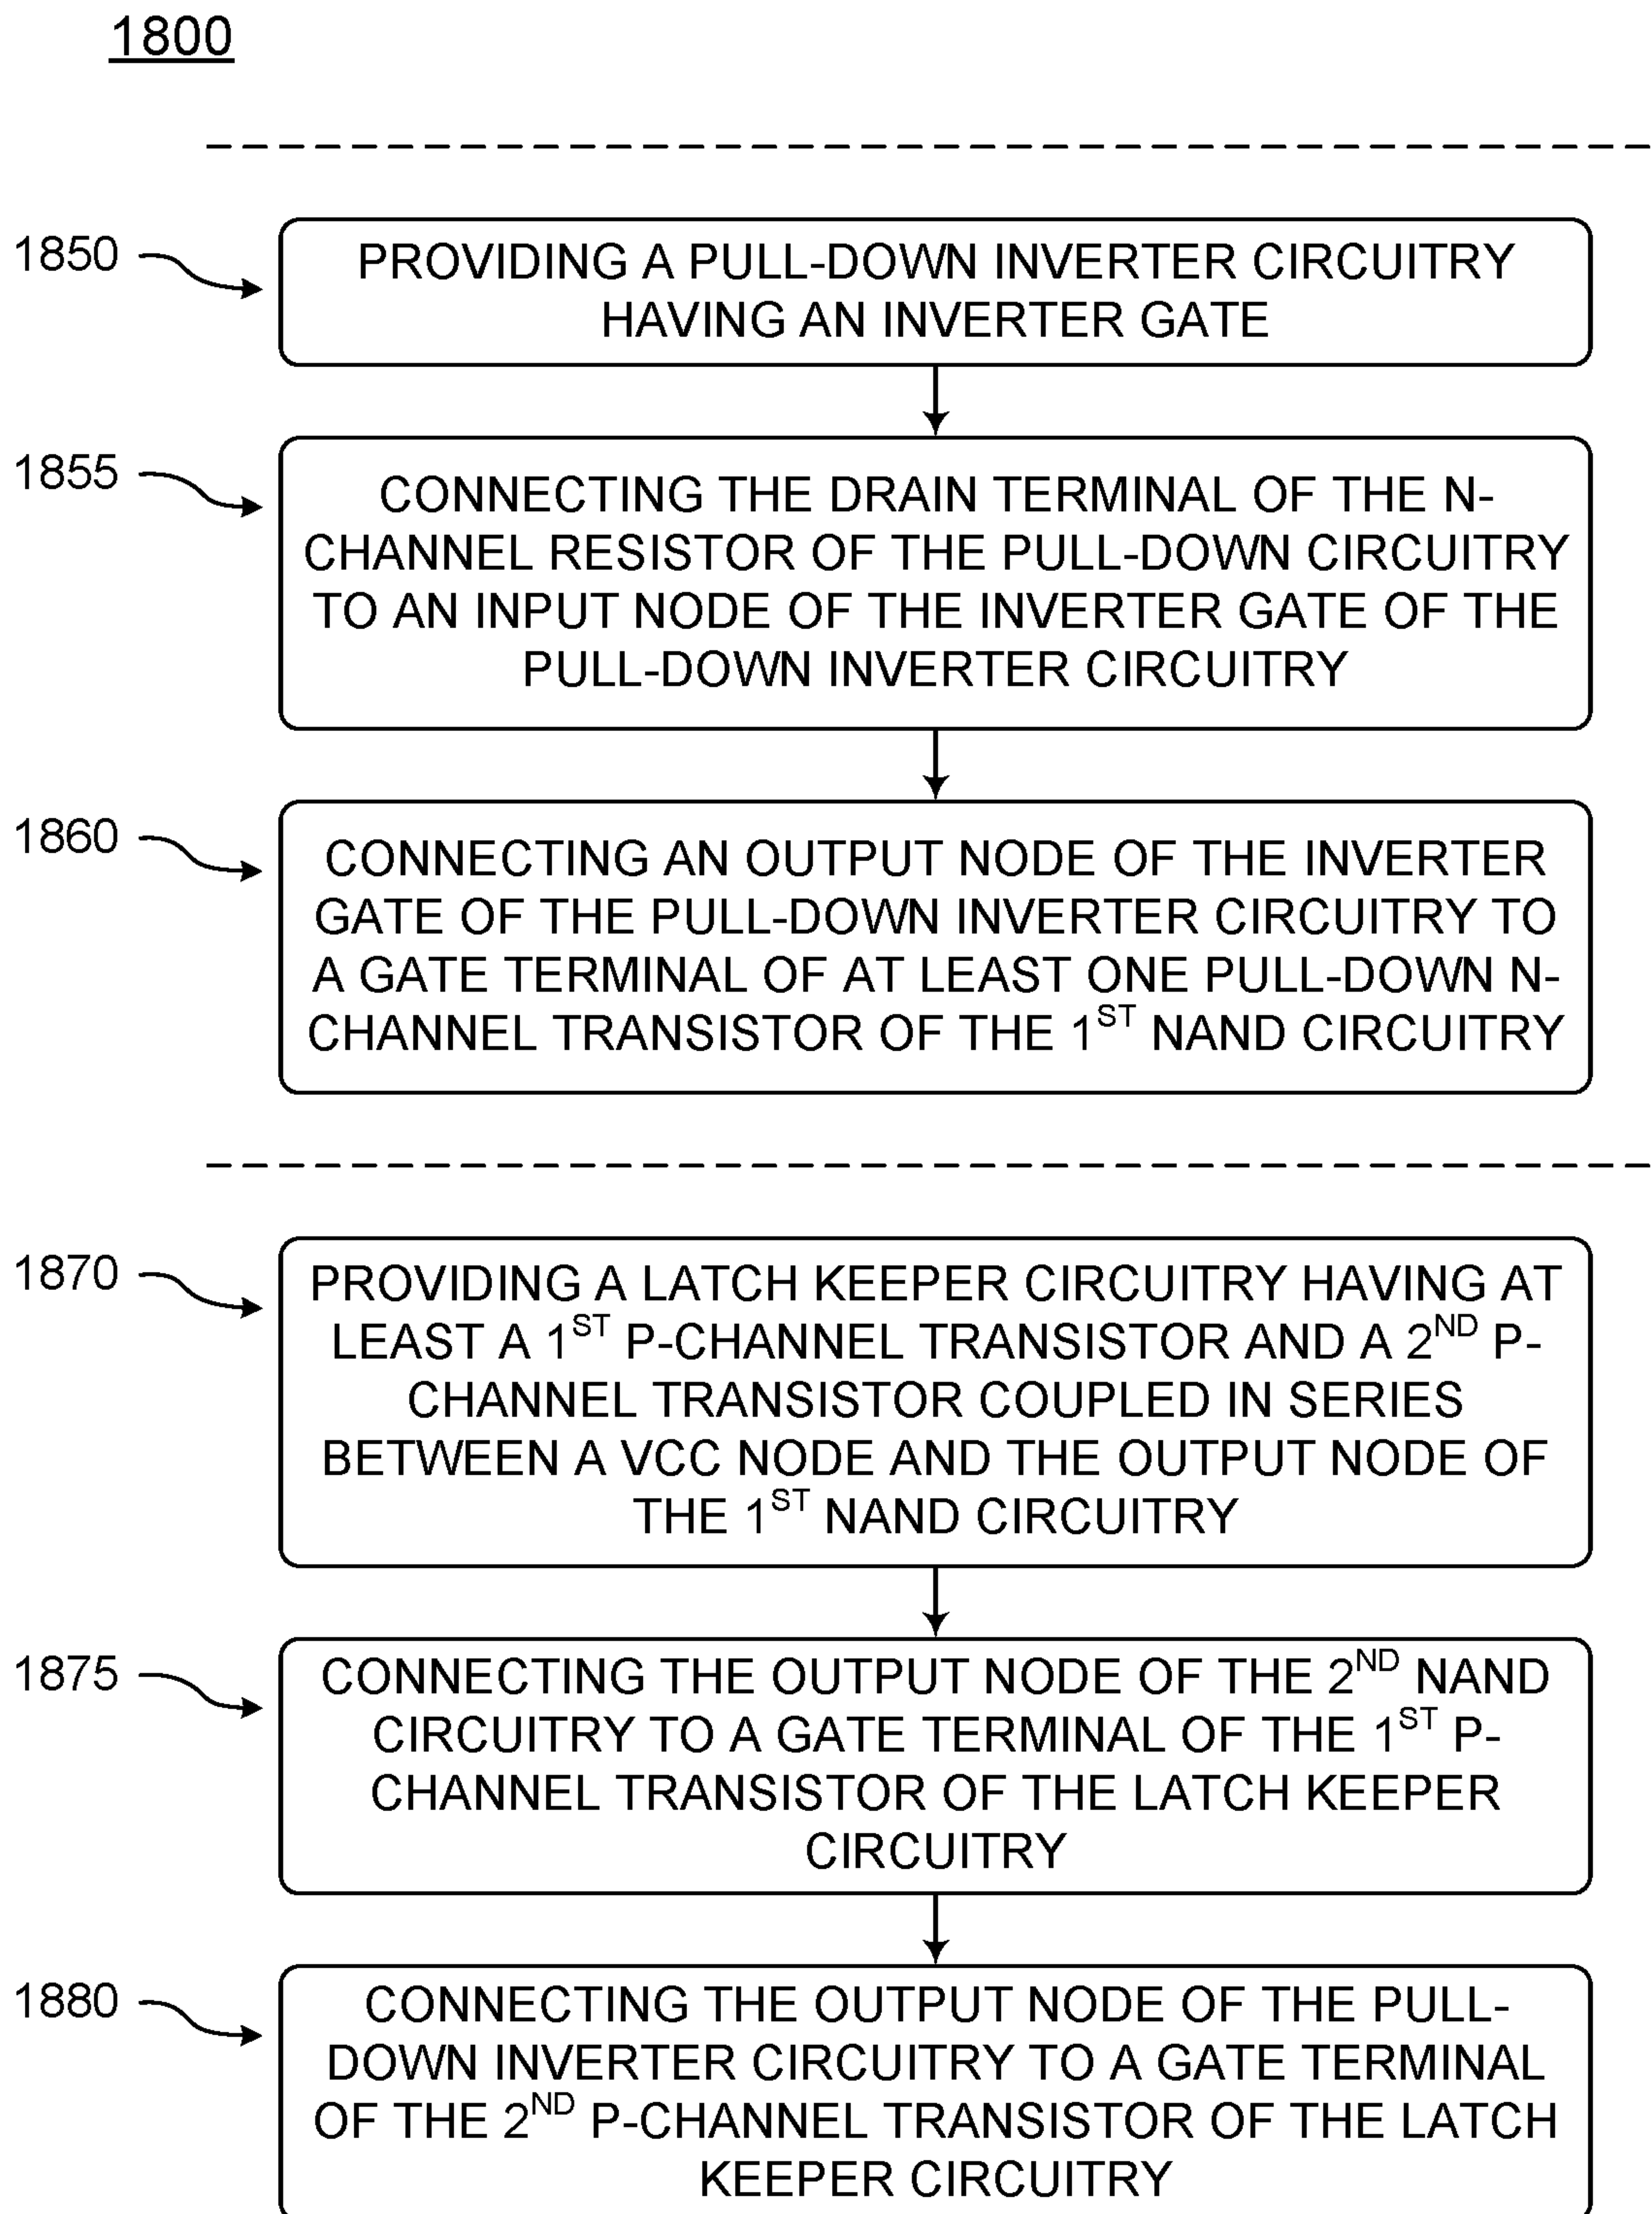 1800
1850
PROVIDING A PULL-DOWN INVERTER CIRCUITRY
HAVING AN INVERTER GATE
1855
CONNECTING THE DRAIN TERMINAL OF THE N-
CHANNEL RESISTOR OF THE PULL-DOWN CIRCUITRY
TO AN INPUT NODE OF THE INVERTER GATE OF THE
PULL-DOWN INVERTER CIRCUITRY
1860
CONNECTING AN OUTPUT NODE OF THE INVERTER
GATE OF THE PULL-DOWN INVERTER CIRCUITRY TO
A GATE TERMINAL OF AT LEAST ONE PULL-DOWN N-
CHANNEL TRANSISTOR OF THE 1ST NAND CIRCUITRY
1870
PROVIDING A LATCH KEEPER CIRCUITRY HAVING AT
LEAST A 1ST P-CHANNEL TRANSISTOR AND A 2ND P-
CHANNEL TRANSISTOR COUPLED IN SERIES
BETWEEN A VCC NODE AND THE OUTPUT NODE OF
THE 1ST NAND CIRCUITRY
1875
CONNECTING THE OUTPUT NODE OF THE 2ND NAND
CIRCUITRY TO A GATE TERMINAL OF THE 1ST P-
CHANNEL TRANSISTOR OF THE LATCH KEEPER
CIRCUITRY
1880
CONNECTING THE OUTPUT NODE OF THE PULL-
DOWN INVERTER CIRCUITRY TO A GATE TERMINAL
OF THE 2ND P-CHANNEL TRANSISTOR OF THE LATCH
KEEPER CIRCUITRY